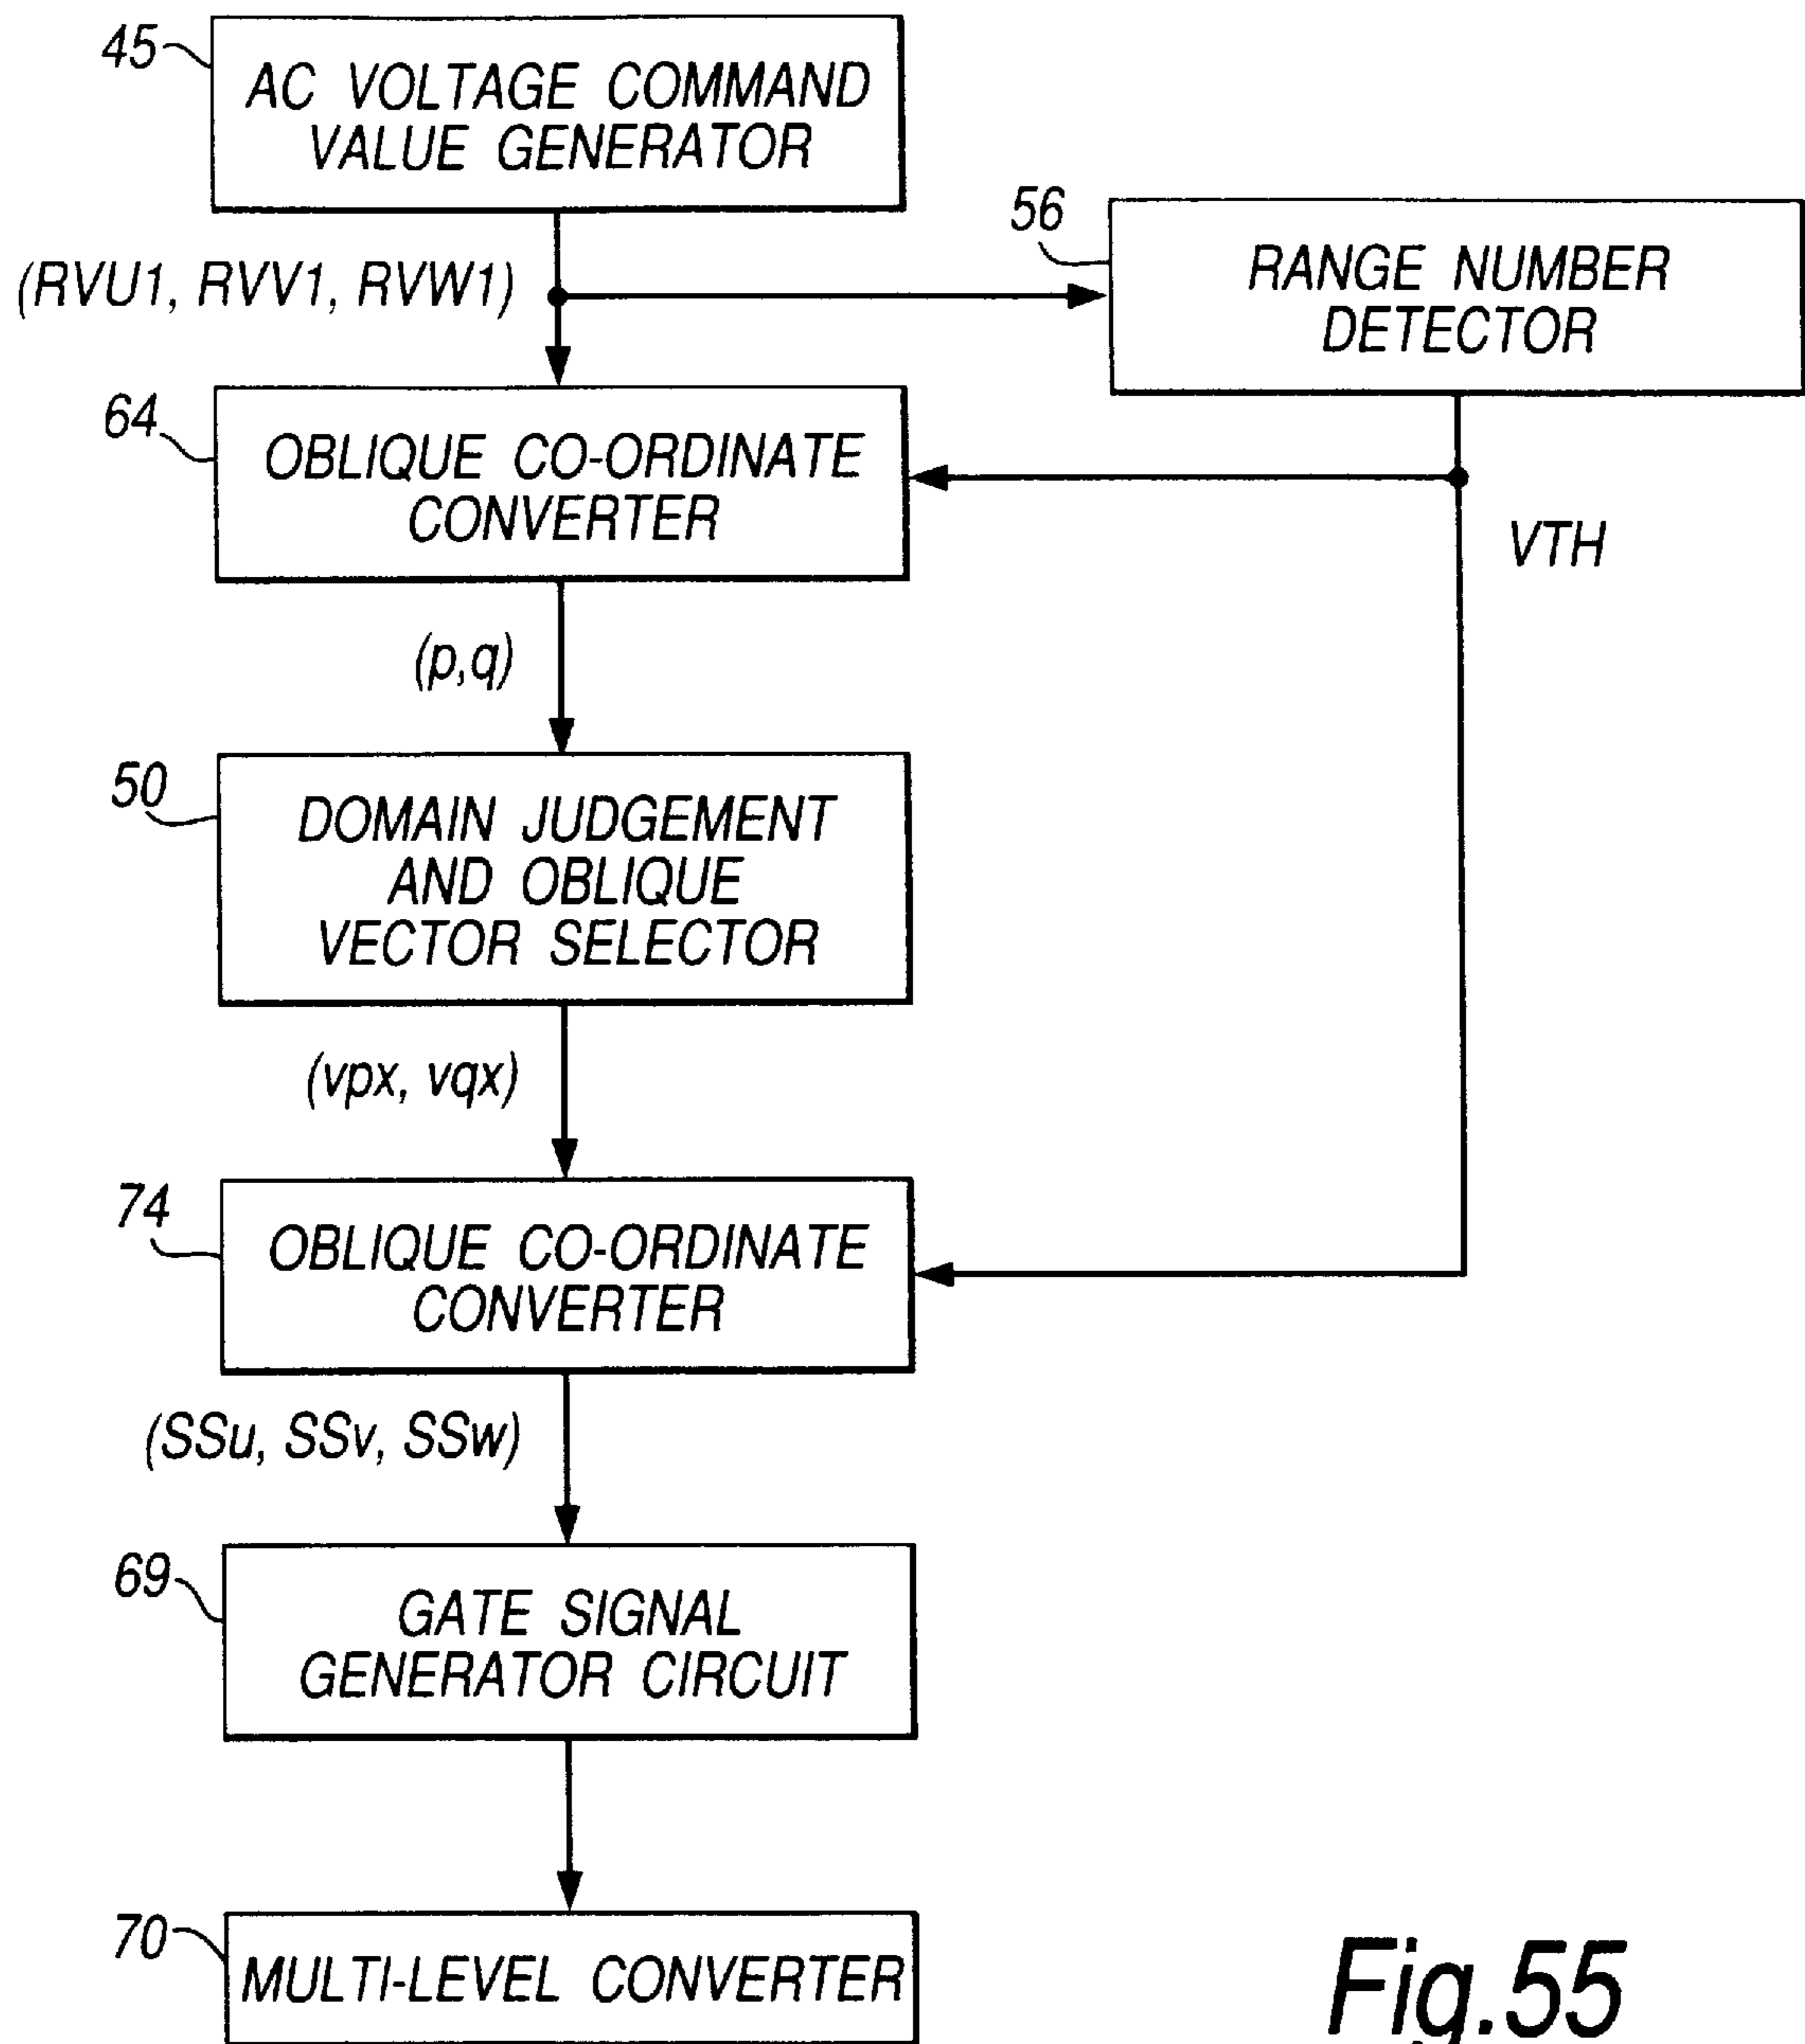 45
AC VOLTAGE COMMAND
VALUE GENERATOR
(RVU1, RVV1, RVW1)
56
RANGE NUMBER
DETECTOR
64
OBLIQUE CO-ORDINATE
CONVERTER
VTH
(p,q)
50
DOMAIN JUDGEMENT
AND OBLIQUE
VECTOR SELECTOR
(vpx, vqx)
74
OBLIQUE CO-ORDINATE
CONVERTER
(SSu, SSv, SSw)
69
GATE SIGNAL
GENERATOR CIRCUIT
70
MULTI-LEVEL CONVERTER
Fig.55